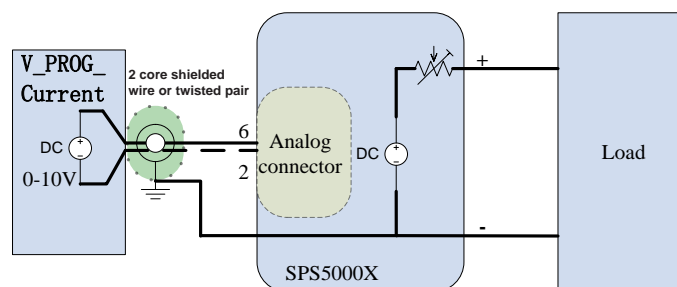 V_PROG_
Current
DC
0-10V
2 core shielded
wire or twisted pair
6
2
Analog
connector
DC
+
-
SPS5000X
Load